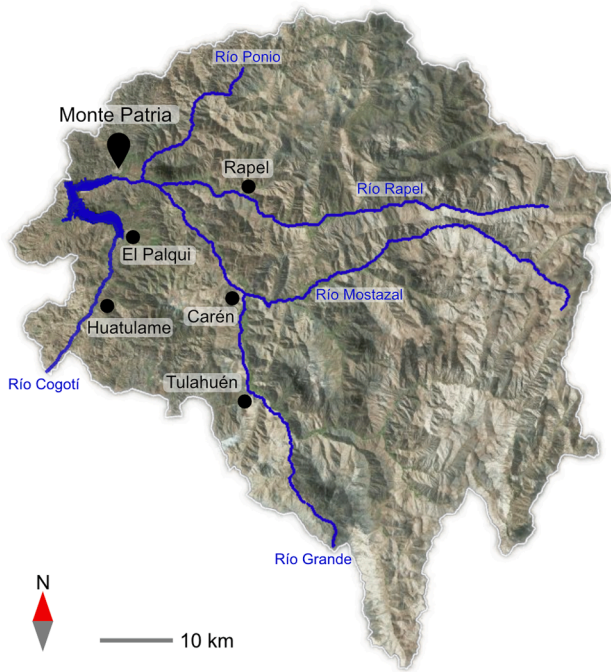 Río Ponio
Monte Patria
Rapel
Río Rapel
El Palqui
Río Mostazal
Carén
Huatulame
Río Cogotí
Tulahuén
Río Grande
N
10 km